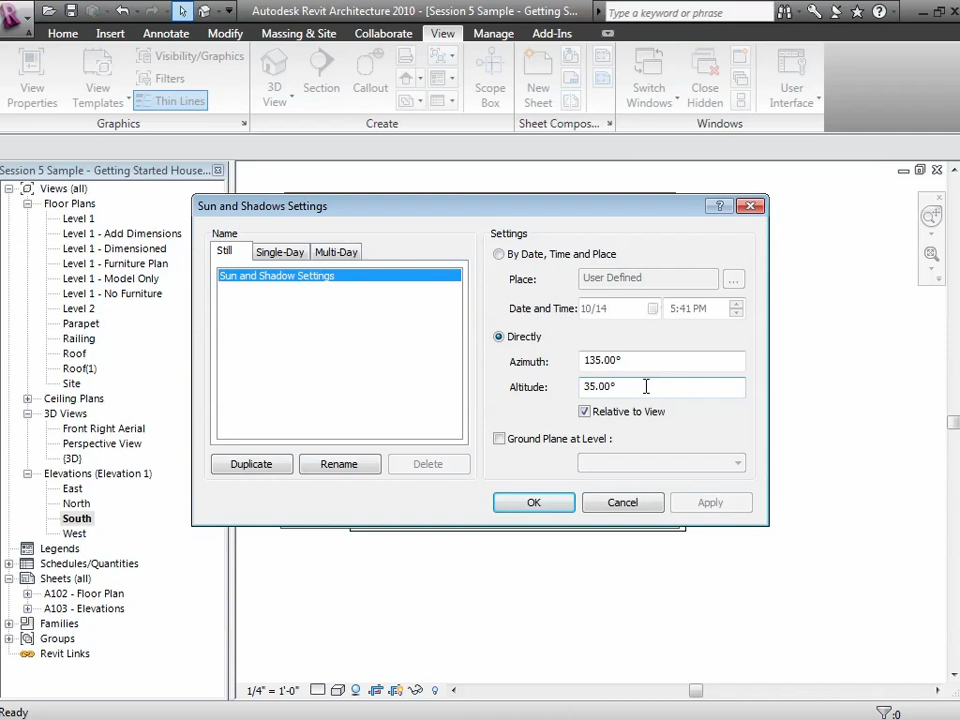 Autodesk Revit Architecture 2010 - [Session 5 Sample - Getting S...
Type a keyword or phrase
Home Insert Annotate Modify Massing & Site Collaborate View Manage Add-Ins
View Properties
View Templates
Visibility/Graphics
Filters
Thin Lines
3D View
Section
Callout
Scope Box
New Sheet
Switch Windows
Close Hidden
User Interface
Graphics Create Sheet Compos... Windows
Session 5 Sample - Getting Started House...
Views (all)
Floor Plans
Level 1
Level 1 - Add Dimensions
Level 1 - Dimensioned
Level 1 - Furniture Plan
Level 1 - Model Only
Level 1 - No Furniture
Level 2
Parapet
Railing
Roof
Roof(1)
Site
Ceiling Plans
3D Views
Front Right Aerial
Perspective View
{3D}
Elevations (Elevation 1)
East
North
South
West
Legends
Schedules/Quantities
Sheets (all)
A102 - Floor Plan
A103 - Elevations
Families
Groups
Revit Links
Sun and Shadows Settings
Name
Still Single-Day Multi-Day
Sun and Shadow Settings
Duplicate Rename Delete
Settings
By Date, Time and Place
Place: User Defined ...
Date and Time: 10/14 5:41 PM
Directly
Azimuth: 135.00°
Altitude: 35.00°
Relative to View
Ground Plane at Level :
OK Cancel Apply
1/4" = 1'-0"
Ready
:0